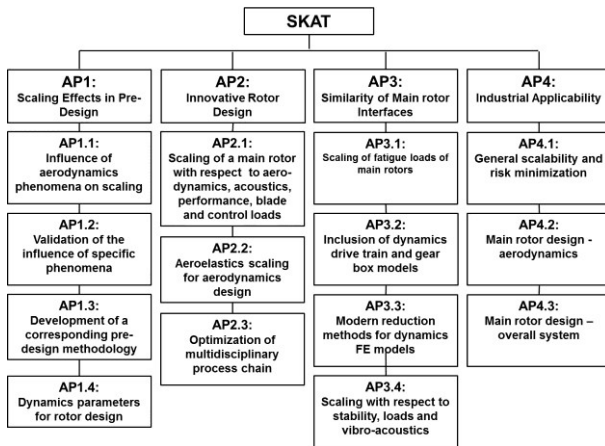 SKAT
AP1:
Scaling Effects in Pre-
Design
AP1.1:
Influence of
aerodynamics
phenomena on scaling
AP1.2:
Validation of the
influence of specific
phenomena
AP1.3:
Development of a
corresponding pre-
design methodology
AP1.4:
Dynamics parameters
for rotor design
AP2:
Innovative Rotor
Design
AP2.1:
Scaling of a main rotor
with respect to aero-
dynamics, acoustics,
performance, blade
and control loads
AP2.2:
Aeroelastics scaling
for aerodynamics
design
AP2.3:
Optimization of
multidisciplinary
process chain
AP3:
Similarity of Main rotor
Interfaces
AP3.1:
Scaling of fatigue loads of
main rotors
AP3.2:
Inclusion of dynamics
drive train and gear
box models
AP3.3:
Modern reduction
methods for dynamics
FE models
AP3.4:
Scaling with respect to
stability, loads and
vibro-acoustics
AP4:
Industrial Applicability
AP4.1:
General scalability and
risk minimization
AP4.2:
Main rotor design -
aerodynamics
AP4.3:
Main rotor design –
overall system